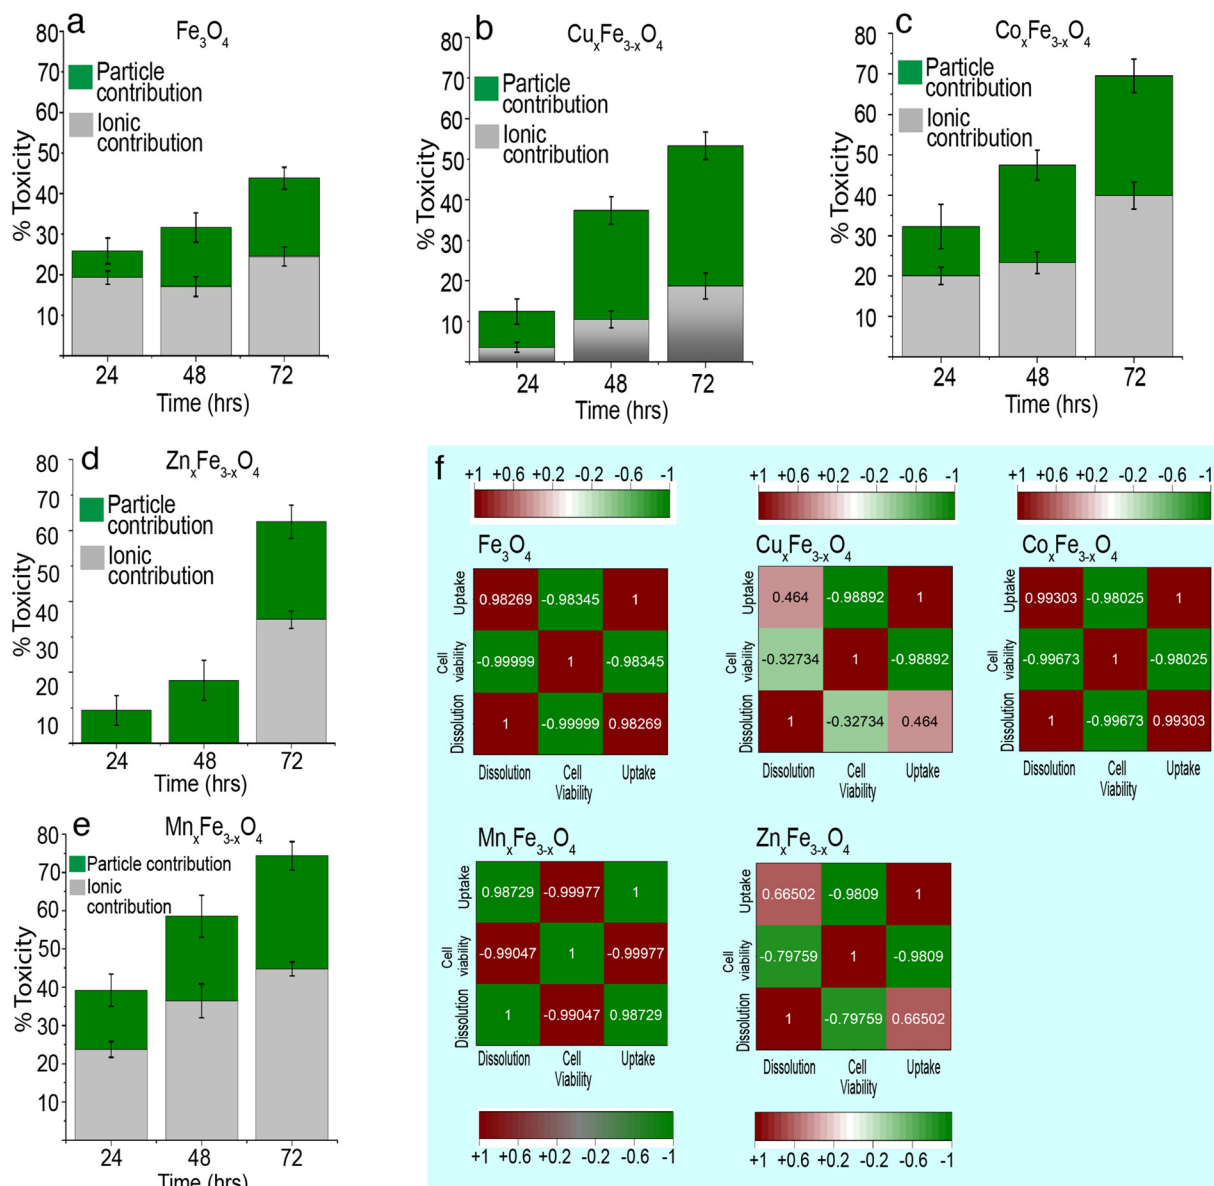 a
Fe3O4
80
70
60
50
40
30
20
10
% Toxicity
Particle
contribution
Ionic
contribution
24 48 72
Time (hrs)
b
CuxFe3-xO4
80
70
60
50
40
30
20
10
% Toxicity
Particle
contribution
Ionic
contribution
24 48 72
Time (hrs)
c
CoxFe3-xO4
80
70
60
50
40
30
20
10
% Toxicity
Particle
contribution
Ionic
contribution
24 48 72
Time (hrs)
d
ZnxFe3-xO4
80
70
60
50
40
30
20
10
% Toxicity
Particle
contribution
Ionic
contribution
24 48 72
Time (hrs)
e
MnxFe3-xO4
80
70
60
50
40
30
20
10
% Toxicity
Particle contribution
Ionic
contribution
24 48 72
Time (hrs)
f
+1 +0.6 +0.2 -0.2 -0.6 -1
Fe3O4
Uptake
0.98269 -0.98345 1
Cell
viability
-0.99999 1 -0.98345
Dissolution
1 -0.99999 0.98269
Dissolution Cell Uptake
Viability
+1 +0.6 +0.2 -0.2 -0.6 -1
CuxFe3-xO4
Uptake
0.464 -0.98892 1
Cell
viability
-0.32734 1 -0.98892
Dissolution
1 -0.32734 0.464
Dissolution Cell Uptake
Viability
+1 +0.6 +0.2 -0.2 -0.6 -1
CoxFe3-xO4
Uptake
0.99303 -0.98025 1
Cell
viability
-0.99673 1 -0.98025
Dissolution
1 -0.99673 0.99303
Dissolution Cell Uptake
Viability
MnxFe3-xO4
Uptake
0.98729 -0.99977 1
Cell
viability
-0.99047 1 -0.99977
Dissolution
1 -0.99047 0.98729
Dissolution Cell Uptake
Viability
+1 +0.6 +0.2 -0.2 -0.6 -1
ZnxFe3-xO4
Uptake
0.66502 -0.9809 1
Cell
viability
-0.79759 1 -0.9809
Dissolution
1 -0.79759 0.66502
Dissolution Cell Uptake
Viability
+1 +0.6 +0.2 -0.2 -0.6 -1